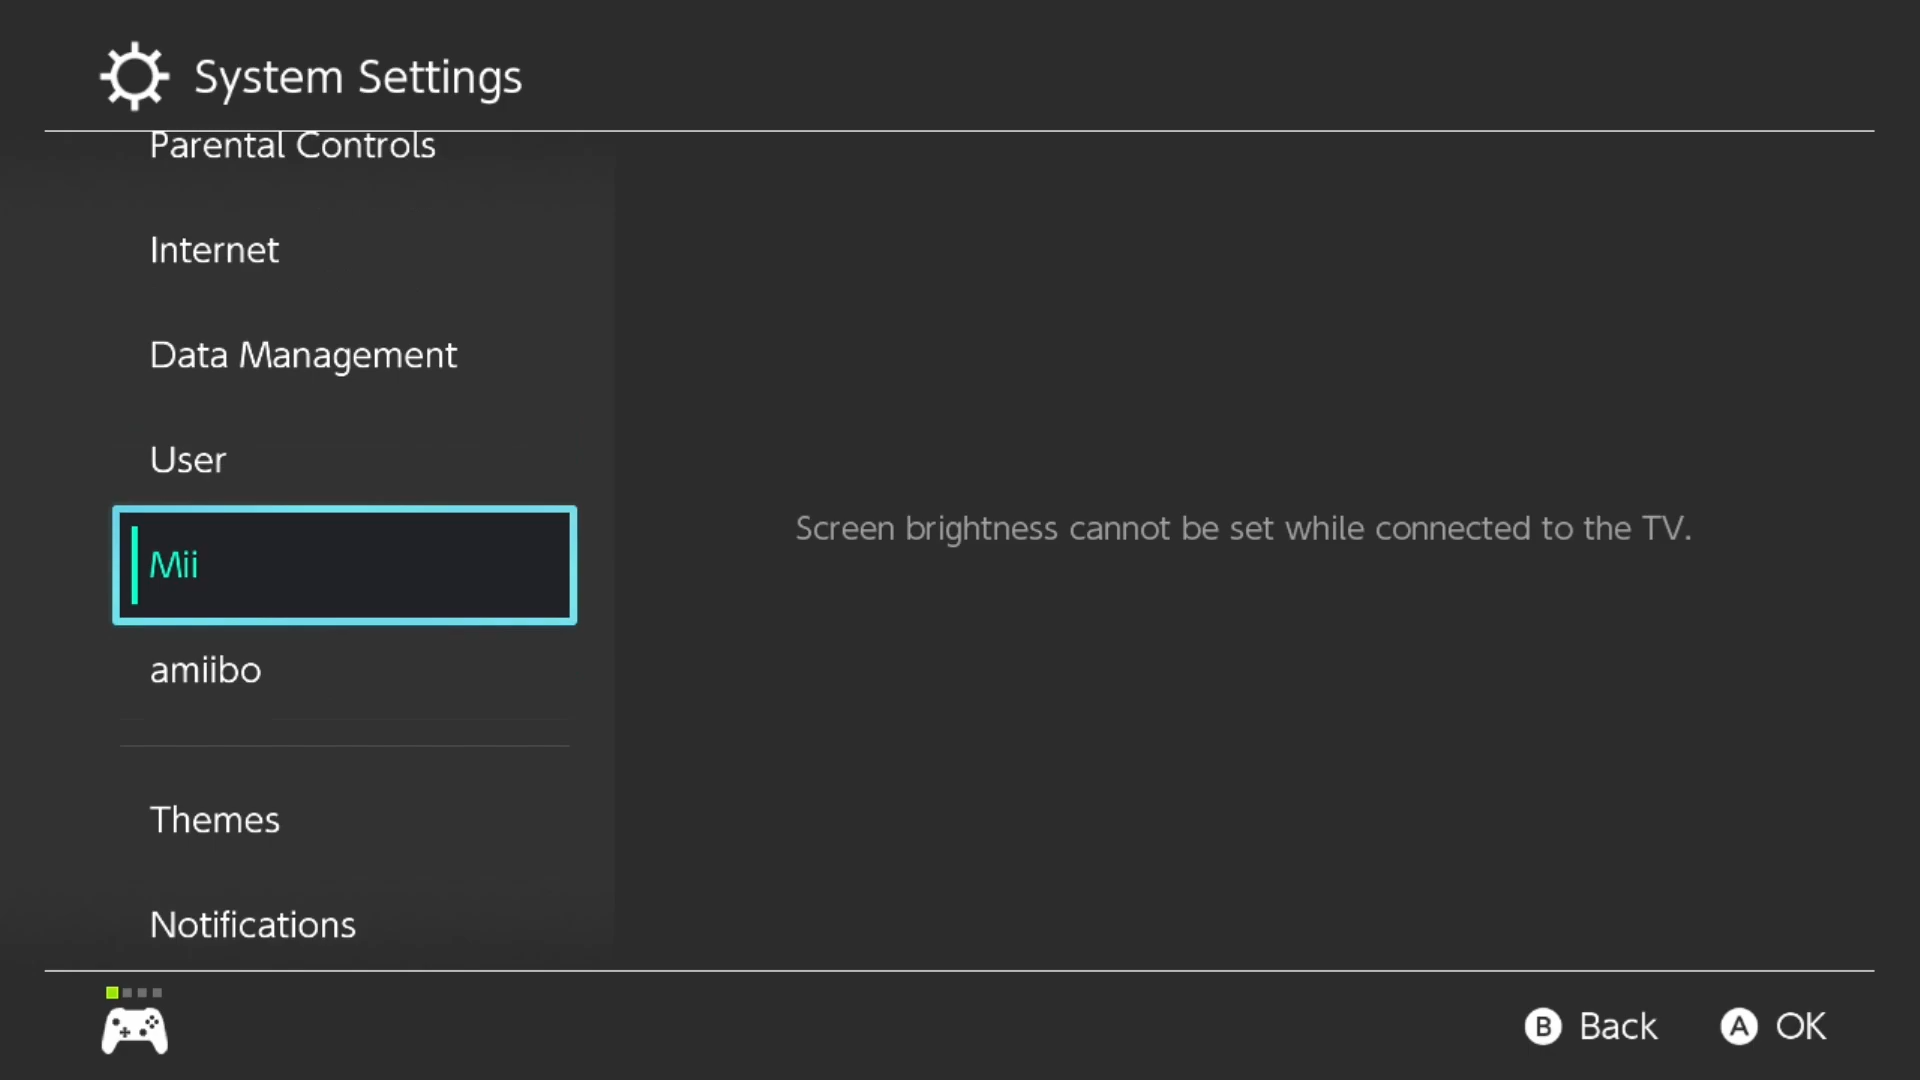 System Settings
Parental Controls
Internet
Data Management
User
Mii
Screen brightness cannot be set while connected to the TV.
amiibo
Themes
Notifications
B Back A OK